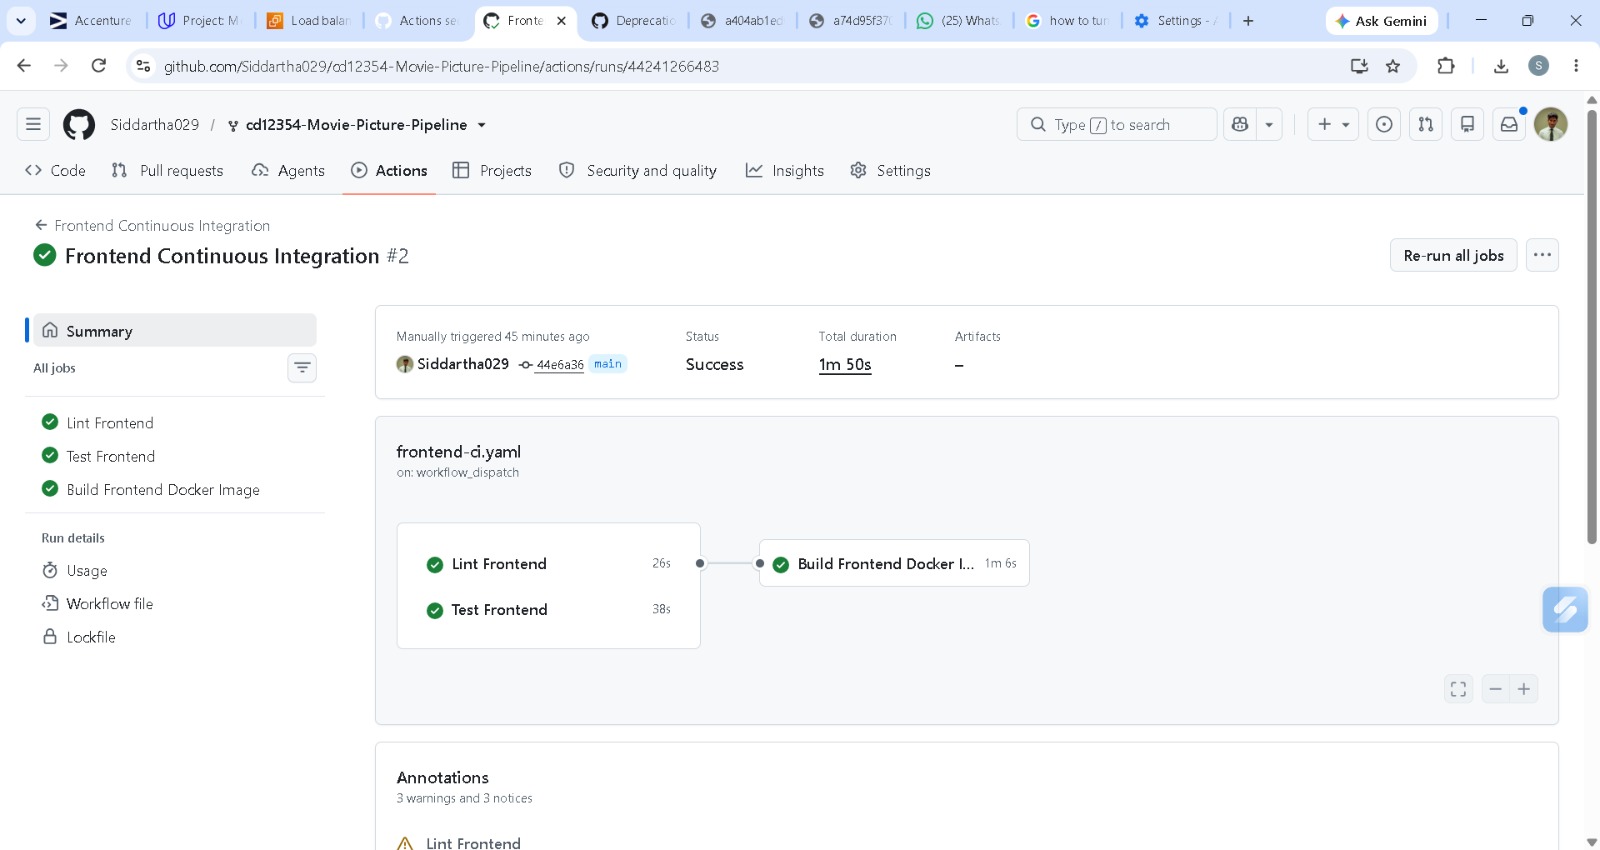 Accenture
Project: M
Load balan
Actions se
Fronte
Deprecatio
a404ab1ed
a74d95f37
(25) Whats
how to tur
Settings - A
Ask Gemini
github.com/Siddartha029/cd12354-Movie-Picture-Pipeline/actions/runs/44241266483
S
Siddartha029 / cd12354-Movie-Picture-Pipeline
Type / to search
Code
Pull requests
Agents
Actions
Projects
Security and quality
Insights
Settings
Frontend Continuous Integration
Frontend Continuous Integration #2
Re-run all jobs
Summary
All jobs
Lint Frontend
Test Frontend
Build Frontend Docker Image
Run details
Usage
Workflow file
Lockfile
Manually triggered 45 minutes ago
Siddartha029 44e6a36 main
Status
Success
Total duration
1m 50s
Artifacts
–
frontend-ci.yaml
on: workflow_dispatch
Lint Frontend 26s
Test Frontend 38s
Build Frontend Docker I... 1m 6s
Annotations
3 warnings and 3 notices
Lint Frontend